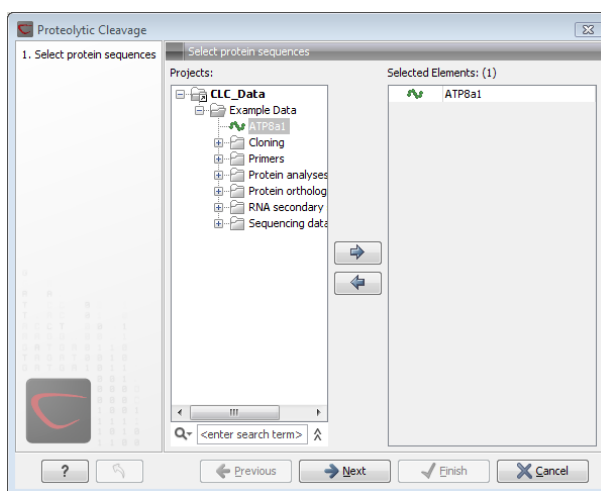 Proteolytic Cleavage
1. Select protein sequences
Select protein sequences
Projects:
CLC_Data
Example Data
ATP8a1
Cloning
Primers
Protein analyses
Protein ortholog
RNA secondary
Sequencing data
<enter search term>
Selected Elements: (1)
ATP8a1
?
Previous
Next
Finish
Cancel